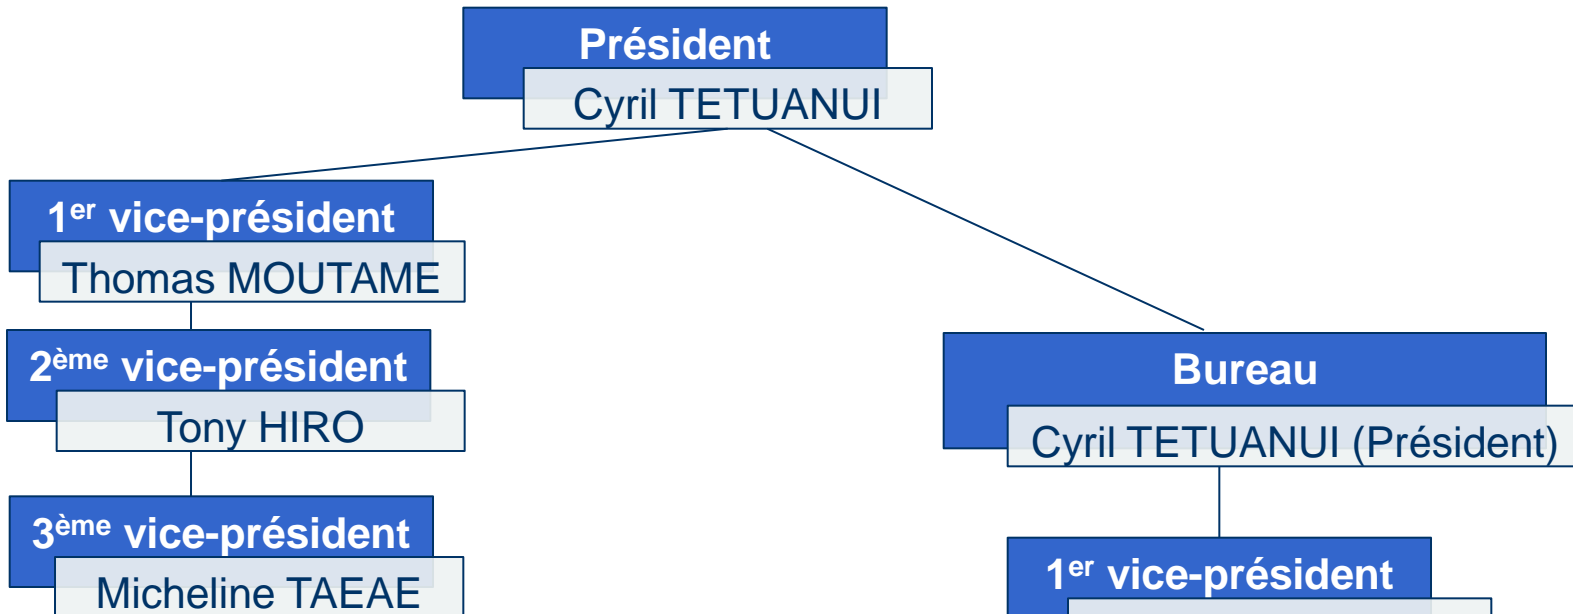 Président
Cyril TETUANUI
1er vice-président
Thomas MOUTAME
2ème vice-président
Tony HIRO
3ème vice-président
Micheline TAEAE
Bureau
Cyril TETUANUI (Président)
1er vice-président